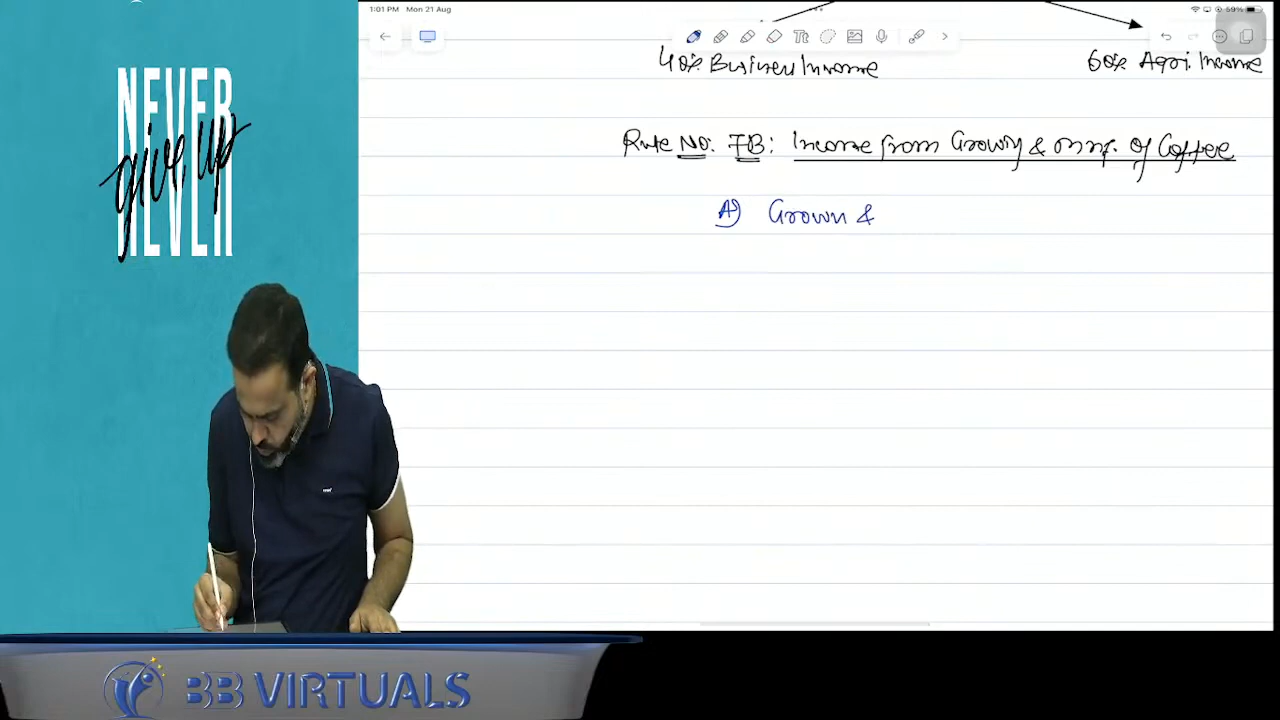 1:01 PM Mon 21 Aug
59%
40% Business Income
60% Agri. Income
Rule No. 7B: Income from Growing & mnf. of Coffee
A) Grown &
NEVER
give up
NEVER
BB VIRTUALS